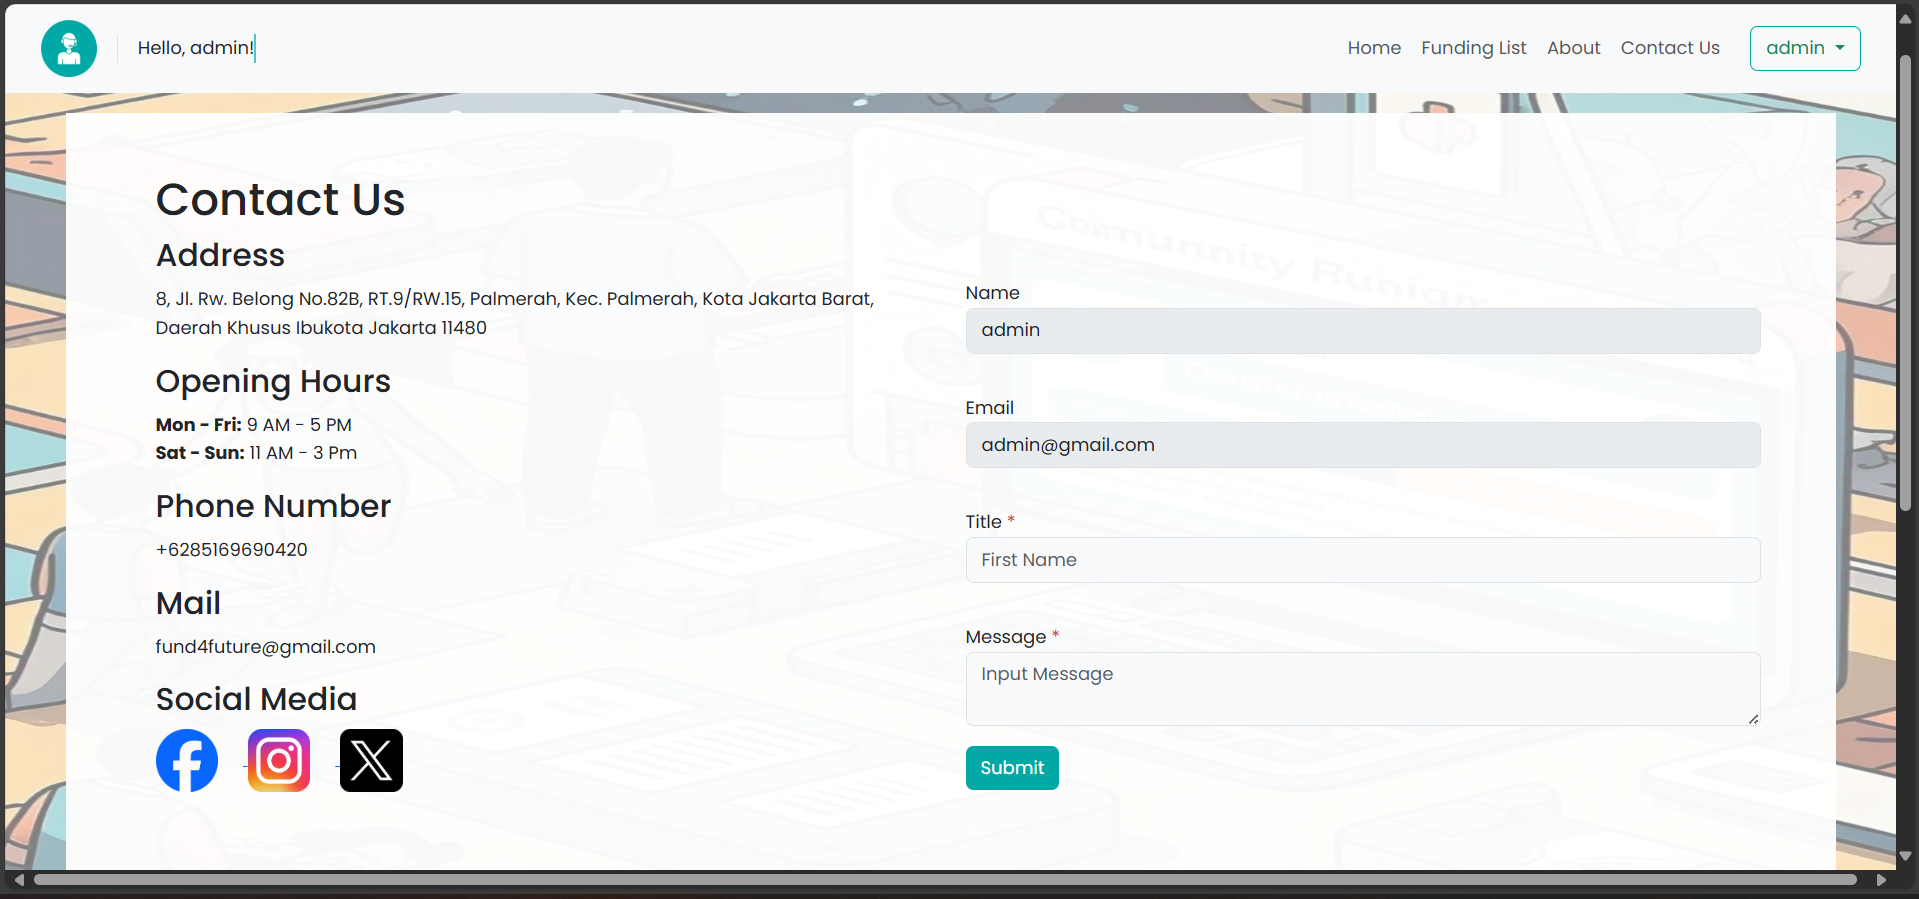 Hello, admin!
Home
Funding List
About
Contact Us
admin
Contact Us
Address
8, Jl. Rw. Belong No.82B, RT.9/RW.15, Palmerah, Kec. Palmerah, Kota Jakarta Barat,
Daerah Khusus Ibukota Jakarta 11480
Opening Hours
Mon - Fri: 9 AM - 5 PM
Sat - Sun: 11 AM - 3 Pm
Phone Number
+6285169690420
Mail
fund4future@gmail.com
Social Media
Comunnity Runign
Name
admin
Email
admin@gmail.com
Title *
First Name
Message *
Input Message
Submit